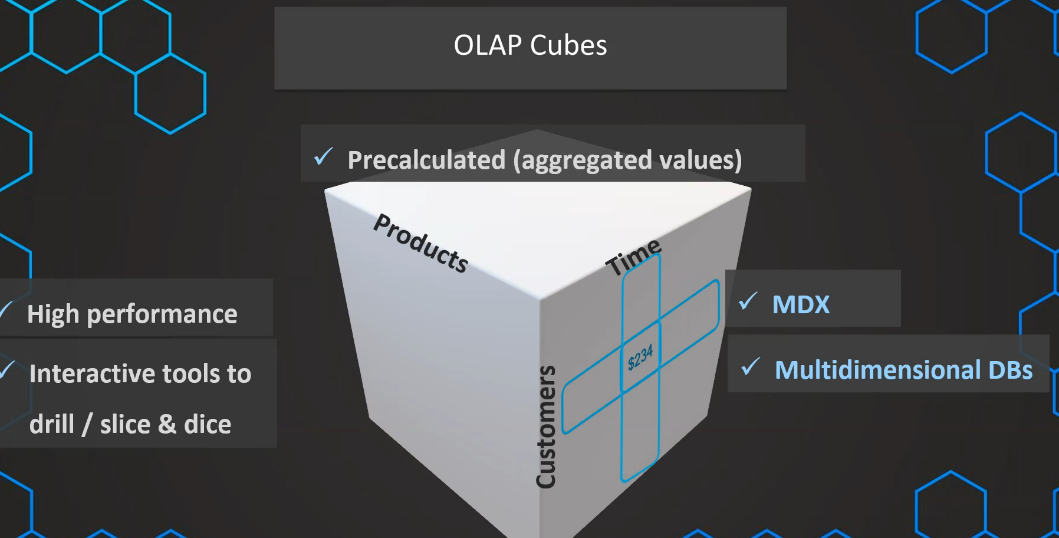 OLAP Cubes
✓ Precalculated (aggregated values)
Products
Time
✓ High performance
✓ MDX
✓ Interactive tools to
drill / slice & dice
✓ Multidimensional DBs
$234
Customers